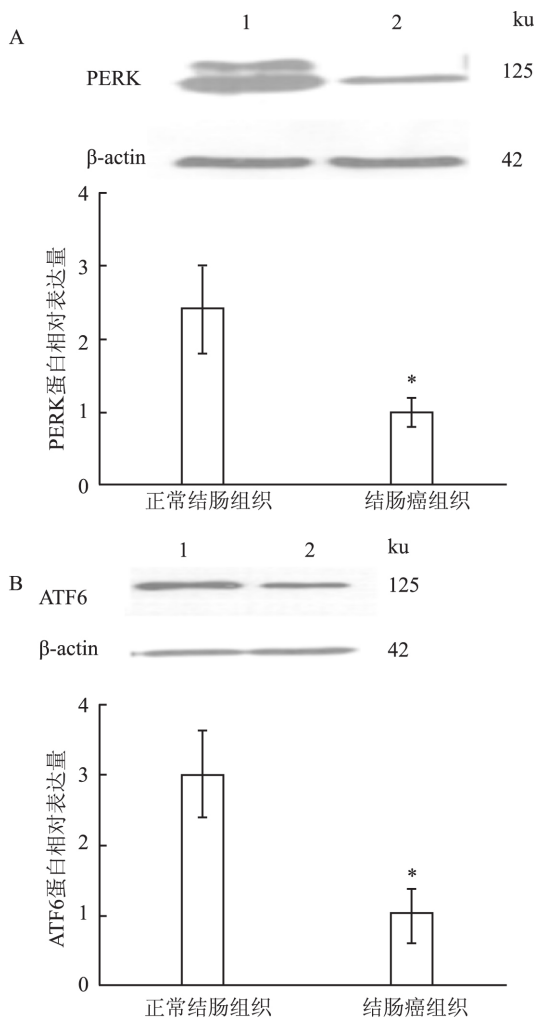 A
1 2 ku
PERK 125
β-actin 42
PERK蛋白相对表达量
4
3
2
1
0
*
正常结肠组织 结肠癌组织
B
1 2 ku
ATF6 125
β-actin 42
ATF6蛋白相对表达量
4
3
2
1
0
*
正常结肠组织 结肠癌组织